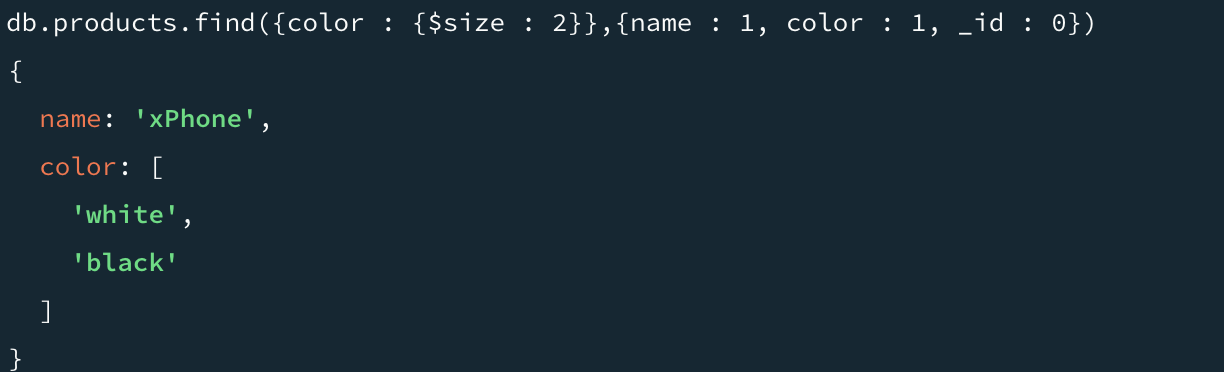 db.products.find({color : {$size : 2}},{name : 1, color : 1, _id : 0})
{
  name: 'xPhone',
  color: [
    'white',
    'black'
  ]
}